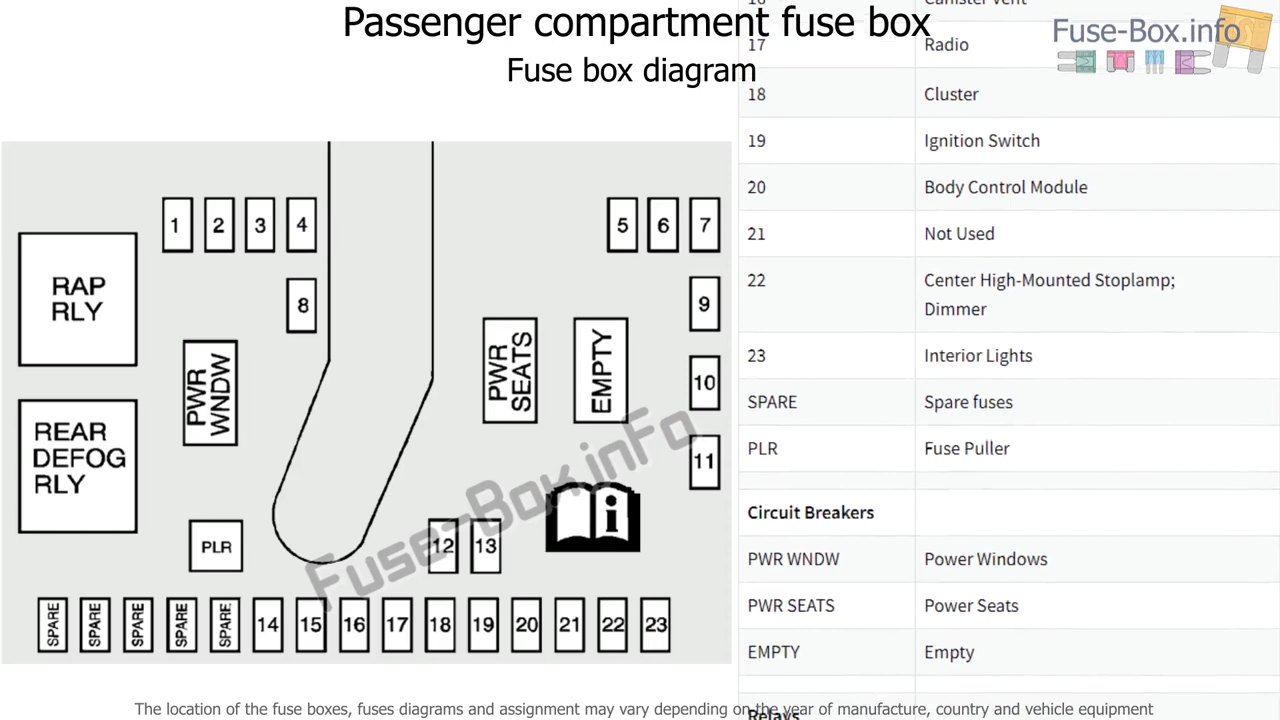 Passenger compartment fuse box
Fuse box diagram
Fuse-Box.info
1 2 3 4 5 6 7
RAP
RLY
8
9
PWR
WNDW
PWR
SEATS
EMPTY
10
REAR
DEFOG
RLY
11
Fuse-Box.inFo
PLR
12 13
SPARE SPARE SPARE SPARE SPARE 14 15 16 17 18 19 20 21 22 23
16 Canister Vent
17 Radio
18 Cluster
19 Ignition Switch
20 Body Control Module
21 Not Used
22 Center High-Mounted Stoplamp;
Dimmer
23 Interior Lights
SPARE Spare fuses
PLR Fuse Puller
Circuit Breakers
PWR WNDW Power Windows
PWR SEATS Power Seats
EMPTY Empty
Relays
The location of the fuse boxes, fuses diagrams and assignment may vary depending on the year of manufacture, country and vehicle equipment